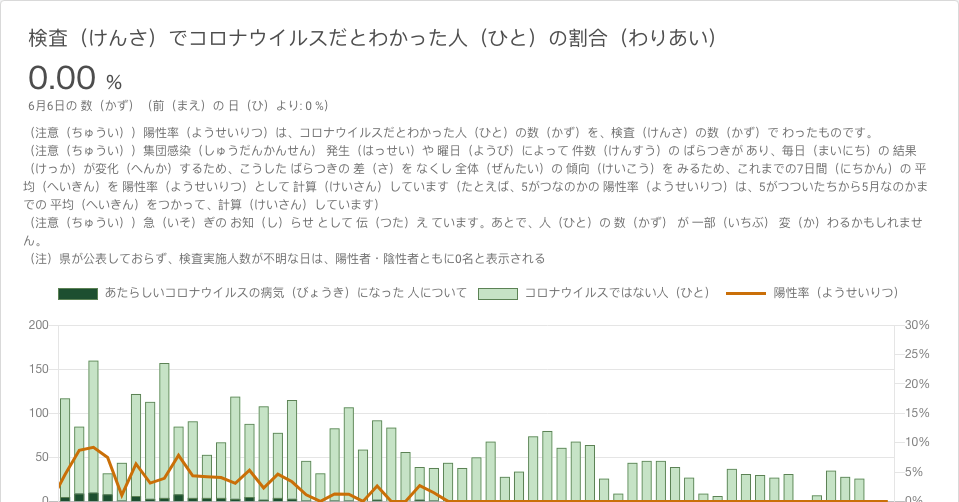 検査（けんさ）でコロナウイルスだとわかった人（ひと）の割合（わりあい）
0.00 %
6月6日の 数（かず）（前（まえ）の 日（ひ）より: 0 %）
（注意（ちゅうい））陽性率（ようせいりつ）は、コロナウイルスだとわかった人（ひと）の数（かず）を、検査（けんさ）の数（かず）で わったものです。
（注意（ちゅうい））集団感染（しゅうだんかんせん） 発生（はっせい）や 曜日（ようび）によって 件数（けんすう）の ばらつきが あり、毎日（まいにち）の 結果
（けっか）が変化（へんか）するため、こうした ばらつきの 差（さ）を なくし 全体（ぜんたい）の 傾向（けいこう）を みるため、これまでの7日間（にちかん）の 平
均（へいきん）を 陽性率（ようせいりつ）として 計算（けいさん）しています（たとえば、5がつなのかの 陽性率（ようせいりつ）は、5がつついたちから5月なのかま
での 平均（へいきん）をつかって、計算（けいさん）しています）
（注意（ちゅうい））急（いそ）ぎの お知（し）らせ として 伝（つた）え ています。あとで、人（ひと）の 数（かず） が 一部（いちぶ） 変（か）わるかもしれませ
ん。
（注）県が公表しておらず、検査実施人数が不明な日は、陽性者・陰性者ともに0名と表示される
あたらしいコロナウイルスの病気（びょうき）になった 人について コロナウイルスではない人（ひと） 陽性率（ようせいりつ）
200 30%
25%
150
20%
100 15%
10%
50
5%
0 0%